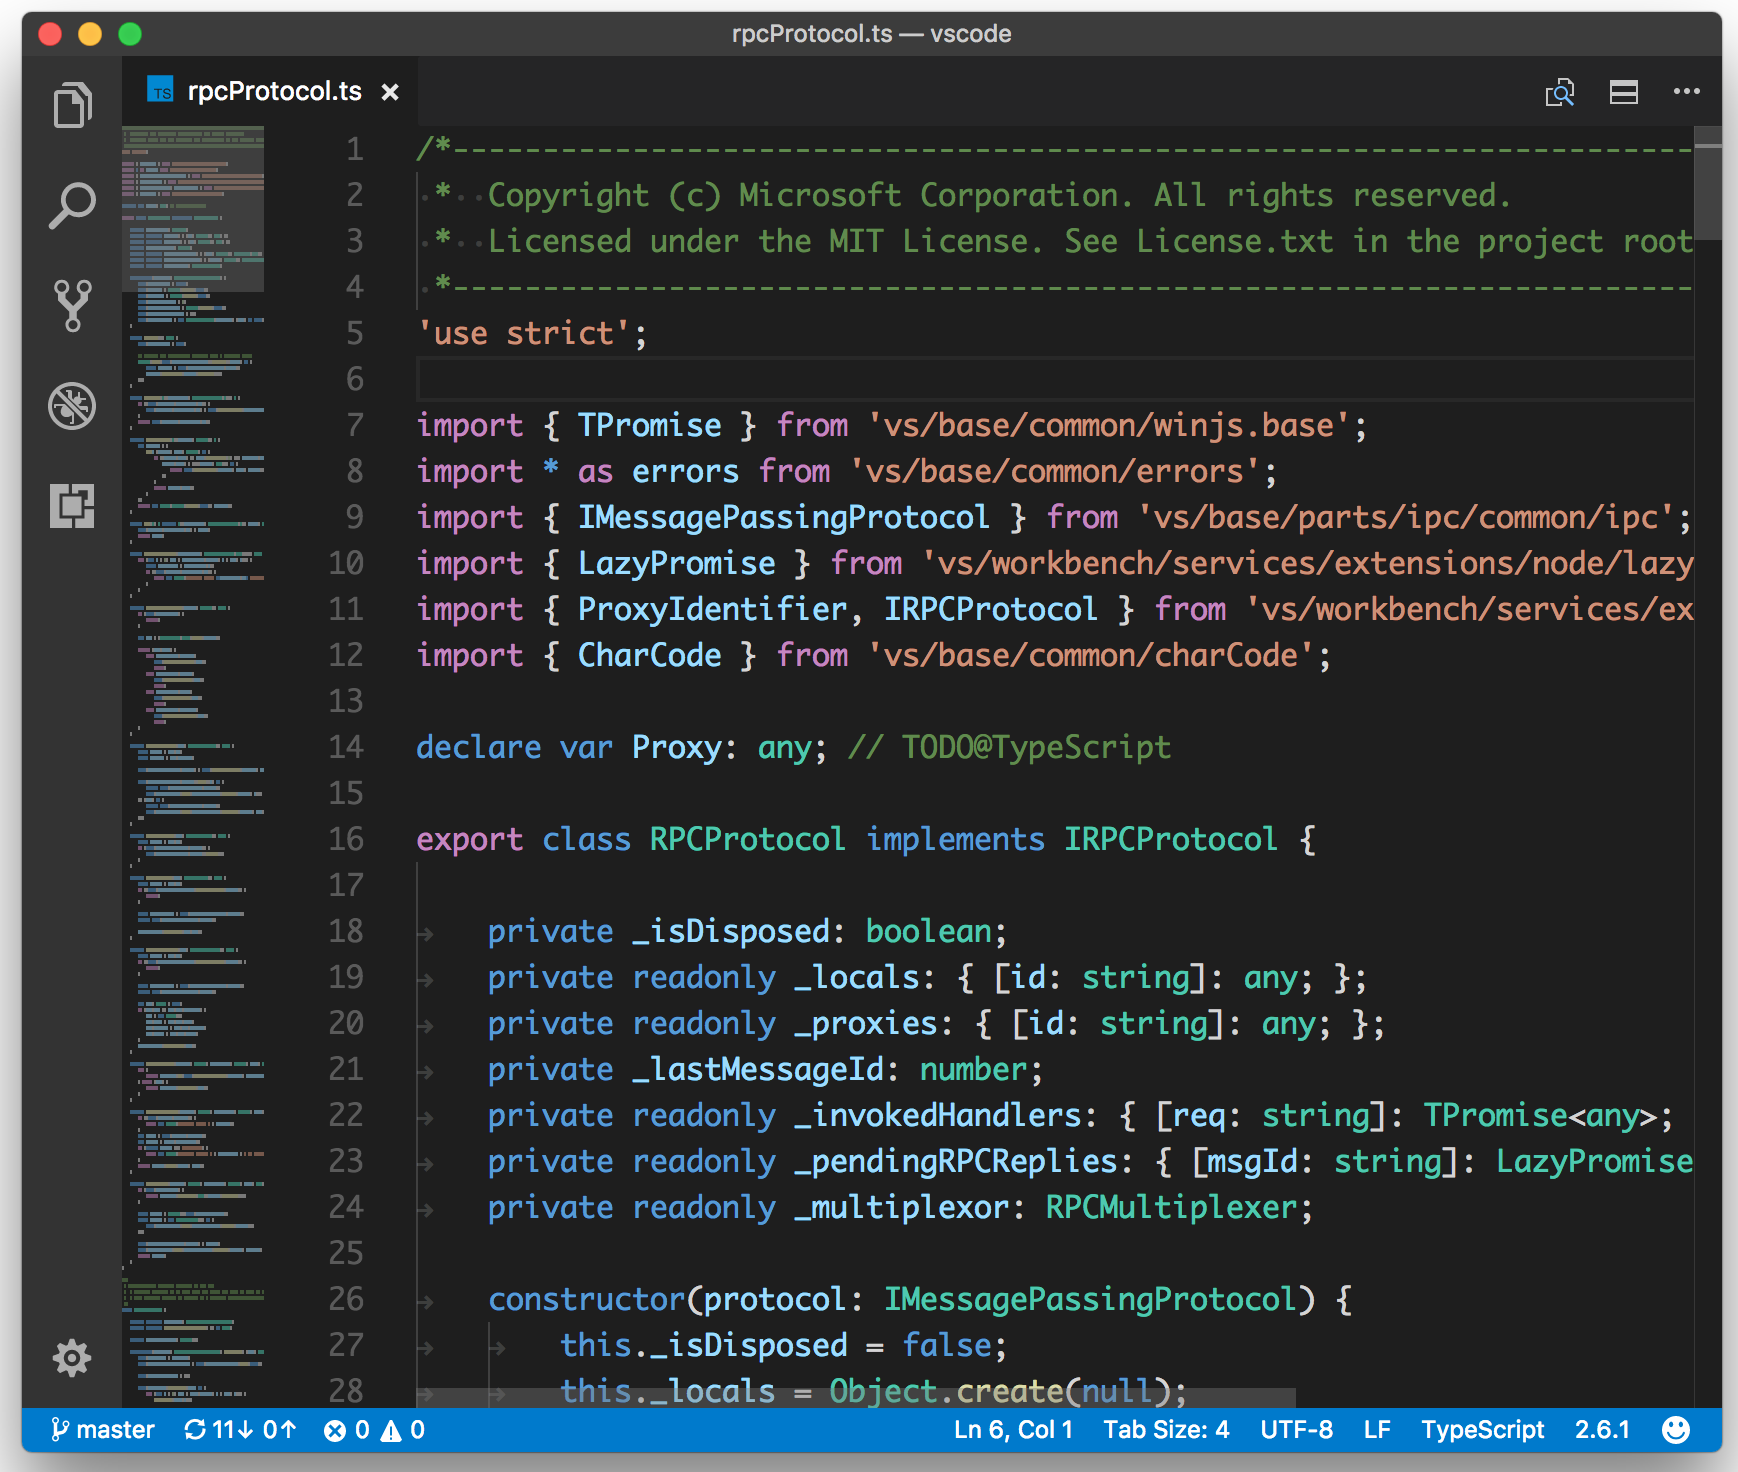 rpcProtocol.ts — vscode
TS rpcProtocol.ts ×
1 /*---------------------------------------------------------------------
2  *  Copyright (c) Microsoft Corporation. All rights reserved.
3  *  Licensed under the MIT License. See License.txt in the project root
4  *---------------------------------------------------------------------
5 'use strict';
6
7 import { TPromise } from 'vs/base/common/winjs.base';
8 import * as errors from 'vs/base/common/errors';
9 import { IMessagePassingProtocol } from 'vs/base/parts/ipc/common/ipc';
10 import { LazyPromise } from 'vs/workbench/services/extensions/node/lazy
11 import { ProxyIdentifier, IRPCProtocol } from 'vs/workbench/services/ex
12 import { CharCode } from 'vs/base/common/charCode';
13
14 declare var Proxy: any; // TODO@TypeScript
15
16 export class RPCProtocol implements IRPCProtocol {
17
18     private _isDisposed: boolean;
19     private readonly _locals: { [id: string]: any; };
20     private readonly _proxies: { [id: string]: any; };
21     private _lastMessageId: number;
22     private readonly _invokedHandlers: { [req: string]: TPromise<any>;
23     private readonly _pendingRPCReplies: { [msgId: string]: LazyPromise
24     private readonly _multiplexor: RPCMultiplexer;
25
26     constructor(protocol: IMessagePassingProtocol) {
27         this._isDisposed = false;
28         this._locals = Object.create(null);
master 11↓ 0↑ 0 0 Ln 6, Col 1 Tab Size: 4 UTF-8 LF TypeScript 2.6.1